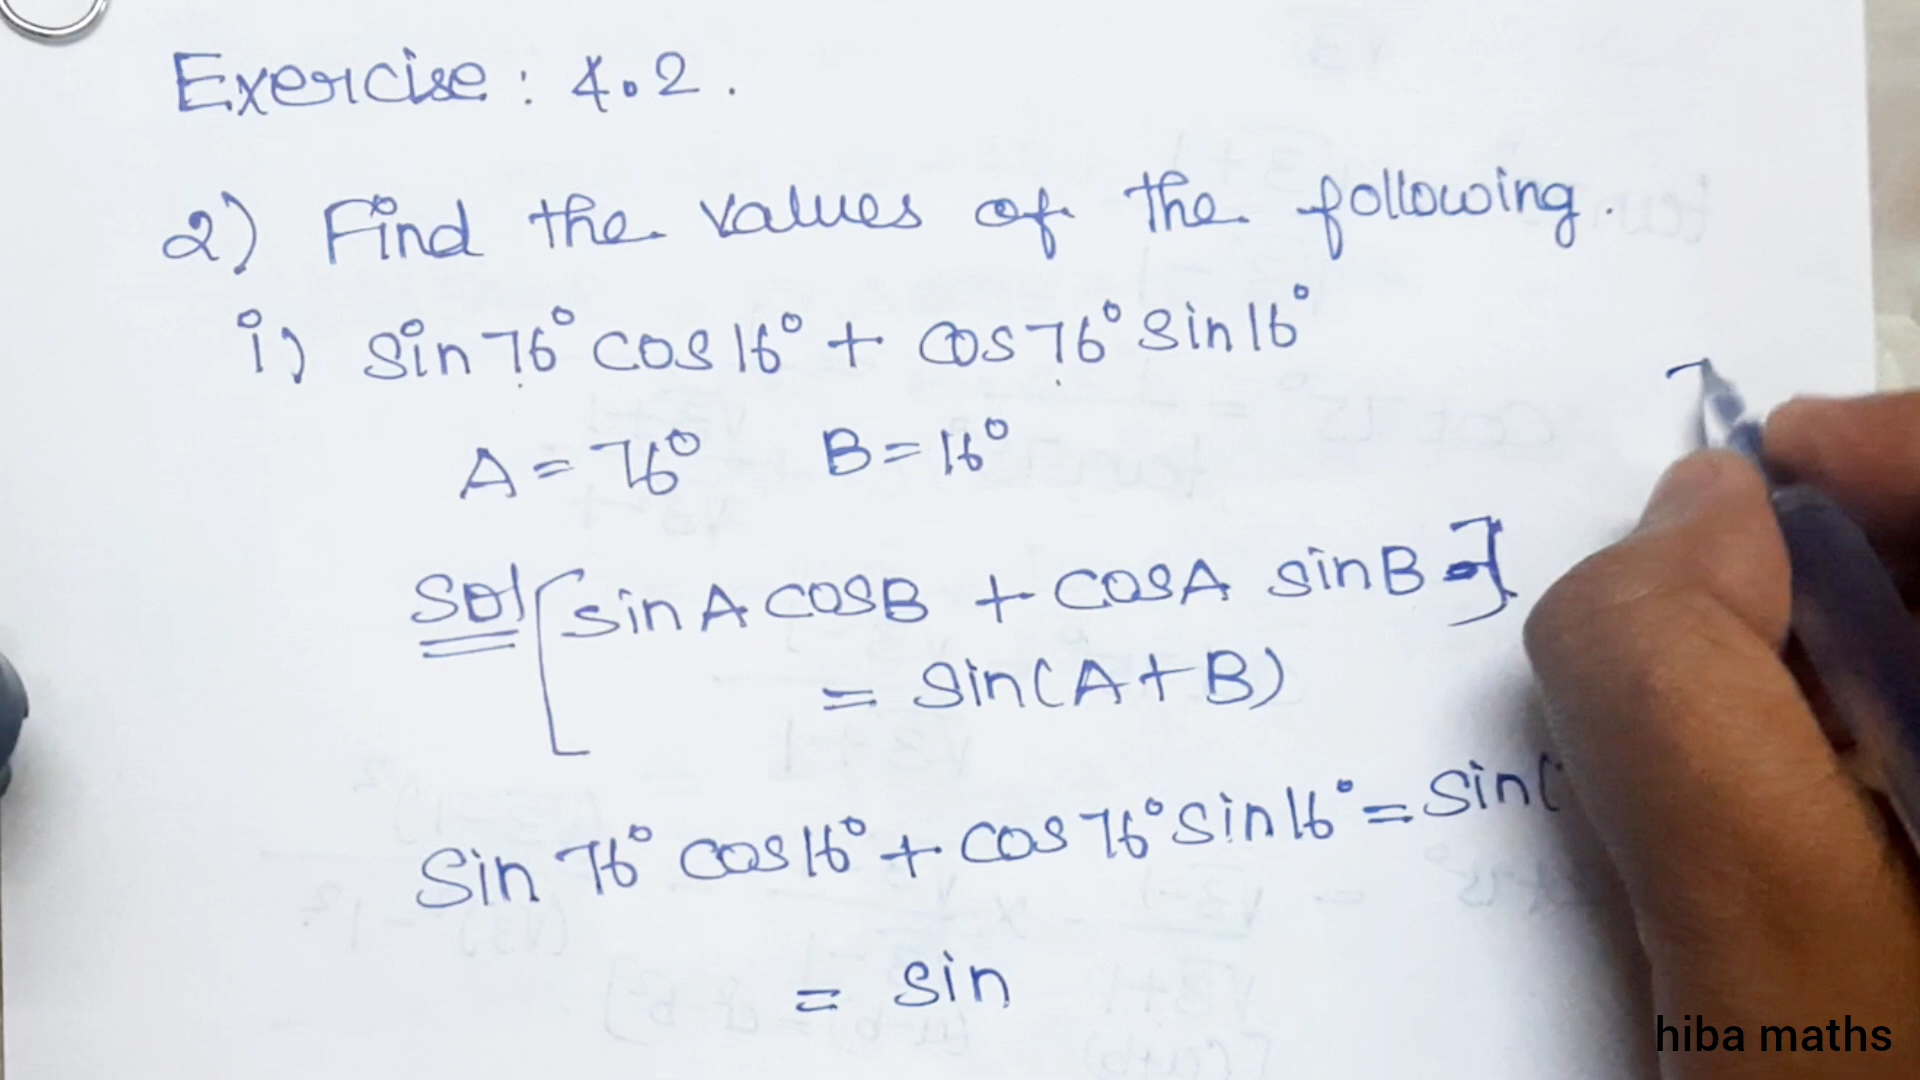 Exercise: 4.2.
2) Find the values of the following.
i) sin 76° cos 16° + cos 76° sin 16°
A = 76° B = 16°
Sol [sin A cos B + cos A sin B]
= sin(A + B)
Sin 76° cos 16° + cos 76° sin 16° = sin(
= sin
hiba maths